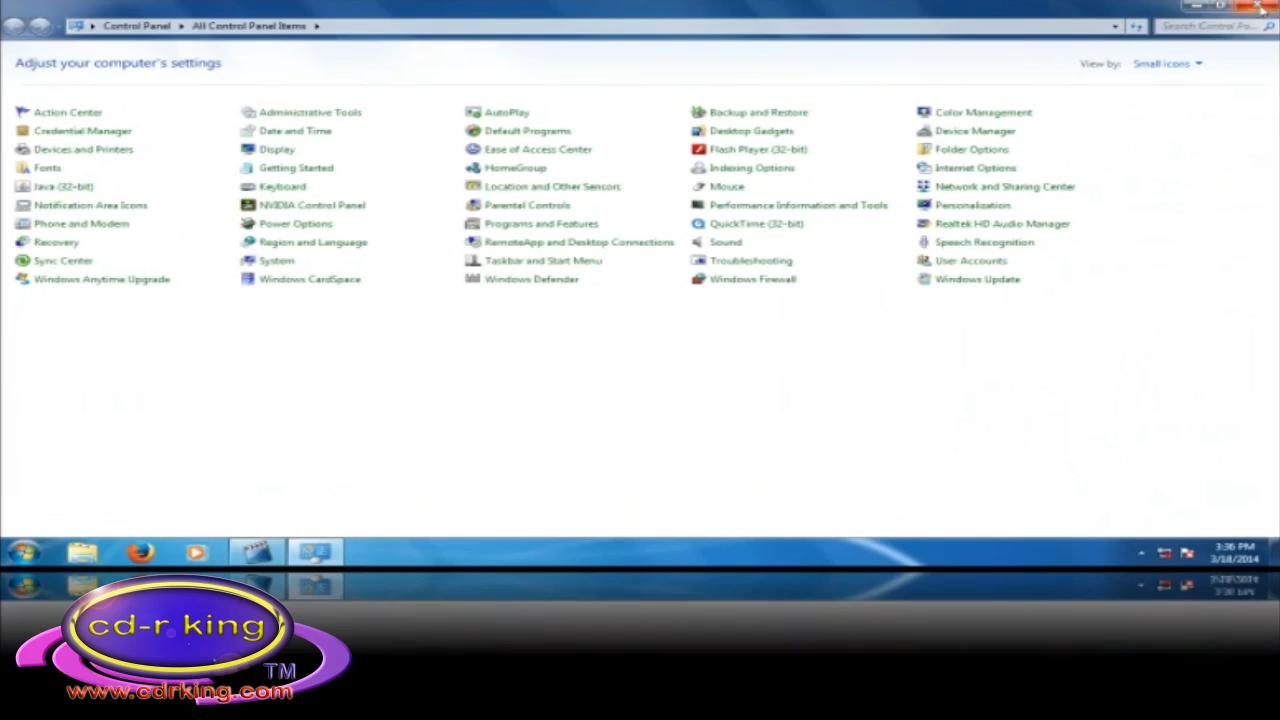 Control Panel All Control Panel Items Search Control Pa...
Adjust your computer's settings View by: Small icons
Action Center Administrative Tools AutoPlay Backup and Restore Color Management
Credential Manager Date and Time Default Programs Desktop Gadgets Device Manager
Devices and Printers Display Ease of Access Center Flash Player (32-bit) Folder Options
Fonts Getting Started HomeGroup Indexing Options Internet Options
Java (32-bit) Keyboard Location and Other Sensors Mouse Network and Sharing Center
Notification Area Icons NVIDIA Control Panel Parental Controls Performance Information and Tools Personalization
Phone and Modem Power Options Programs and Features QuickTime (32-bit) Realtek HD Audio Manager
Recovery Region and Language RemoteApp and Desktop Connections Sound Speech Recognition
Sync Center System Taskbar and Start Menu Troubleshooting User Accounts
Windows Anytime Upgrade Windows CardSpace Windows Defender Windows Firewall Windows Update
3:36 PM
3/18/2014
cd-r king
TM
www.cdrking.com